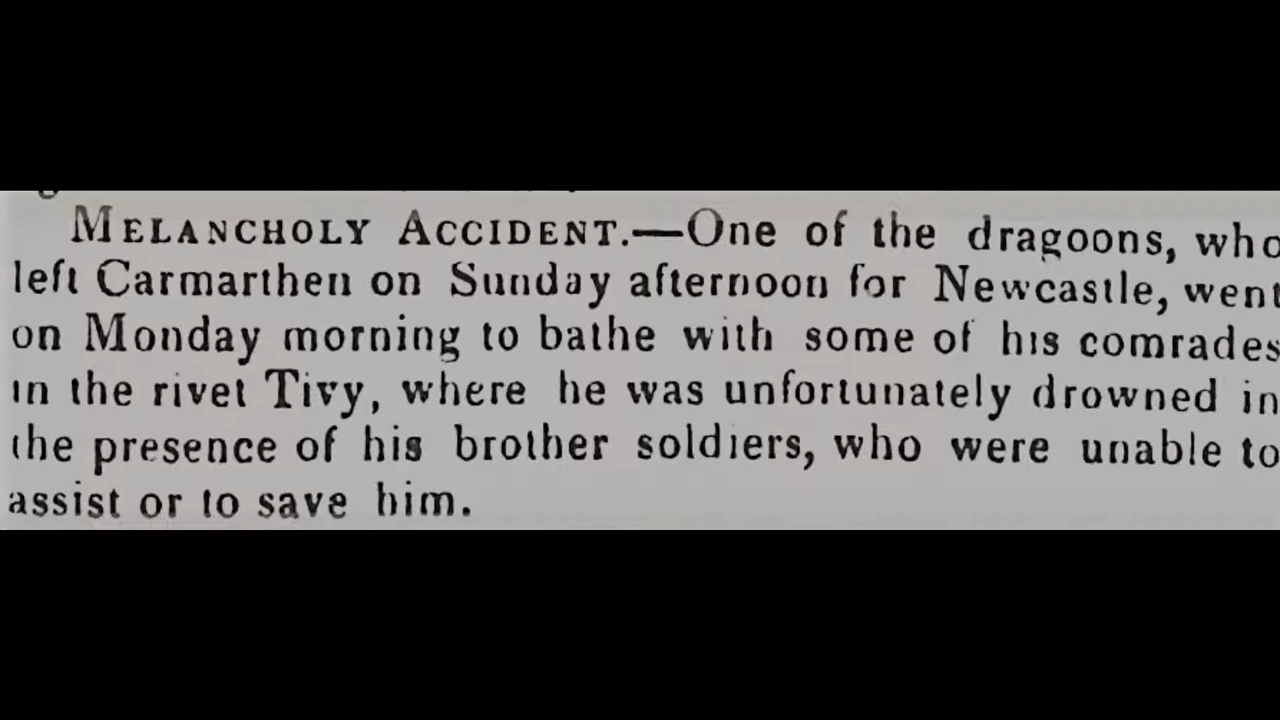 MELANCHOLY ACCIDENT.—One of the dragoons, who
left Carmarthen on Sunday afternoon for Newcastle, went
on Monday morning to bathe with some of his comrades
in the rivet Tivy, where he was unfortunately drowned in
the presence of his brother soldiers, who were unable to
assist or to save him.